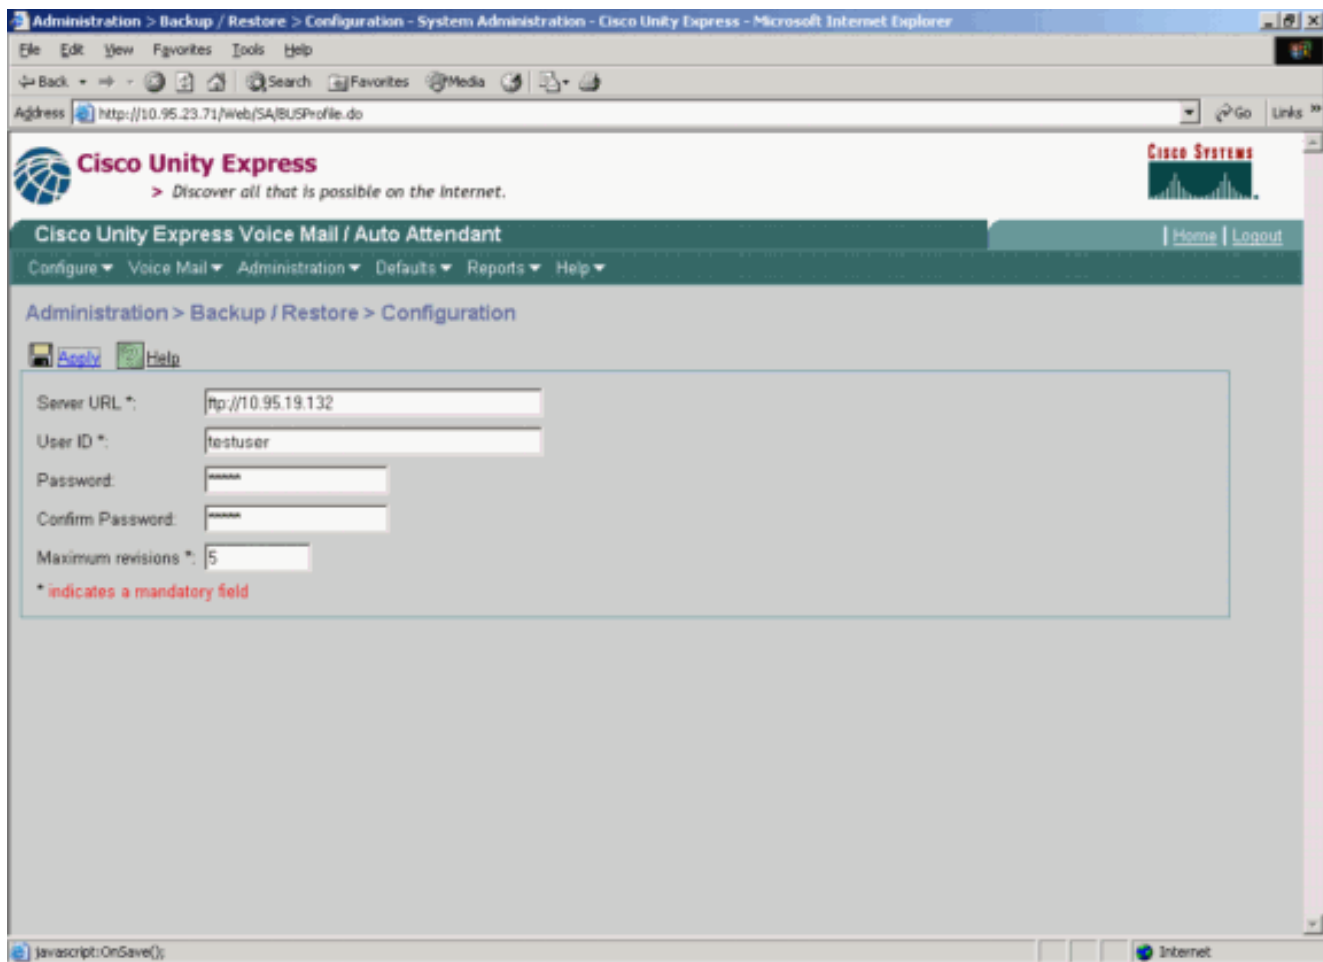 Administration > Backup / Restore > Configuration - System Administration - Cisco Unity Express - Microsoft Internet Explorer
File Edit View Favorites Tools Help
Back Search Favorites Media
Address http://10.95.23.71/Web/SA/BUSProfile.do Go Links »
Cisco Unity Express
> Discover all that is possible on the Internet.
CISCO SYSTEMS
Cisco Unity Express Voice Mail / Auto Attendant | Home | Logout
Configure Voice Mail Administration Defaults Reports Help
Administration > Backup / Restore > Configuration
Apply Help
Server URL *: ftp://10.95.19.132
User ID *: testuser
Password: *****
Confirm Password: *****
Maximum revisions *: 5
* indicates a mandatory field
javascript:OnSave(); Internet